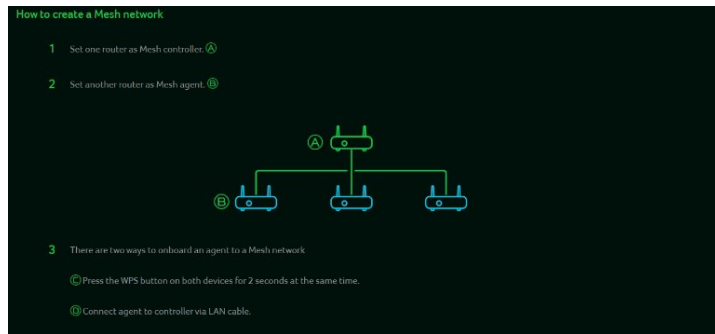 How to create a Mesh network
1 Set one router as Mesh controller. Ⓐ
2 Set another router as Mesh agent. Ⓑ
Ⓐ
Ⓑ
3 There are two ways to onboard an agent to a Mesh network
Ⓒ Press the WPS button on both devices for 2 seconds at the same time.
Ⓓ Connect agent to controller via LAN cable.